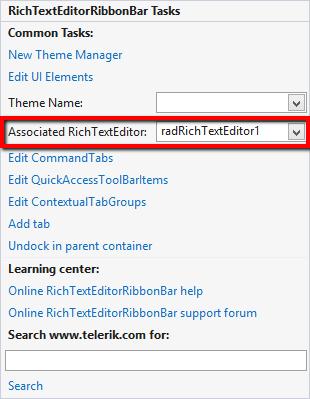 RichTextEditorRibbonBar Tasks
Common Tasks:
New Theme Manager
Edit UI Elements
Theme Name:
Associated RichTextEditor: radRichTextEditor1
Edit CommandTabs
Edit QuickAccessToolBarItems
Edit ContextualTabGroups
Add tab
Undock in parent container
Learning center:
Online RichTextEditorRibbonBar help
Online RichTextEditorRibbonBar support forum
Search www.telerik.com for:
Search